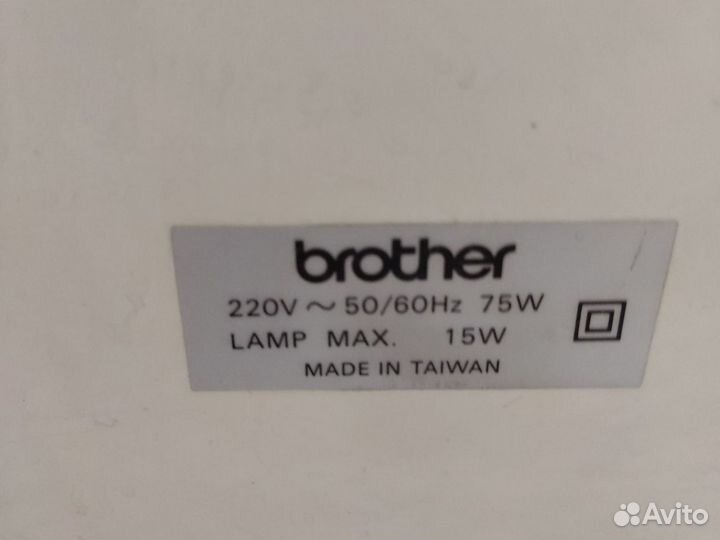 brother
220V ~ 50/60Hz 75W
LAMP MAX. 15W
MADE IN TAIWAN
Avito